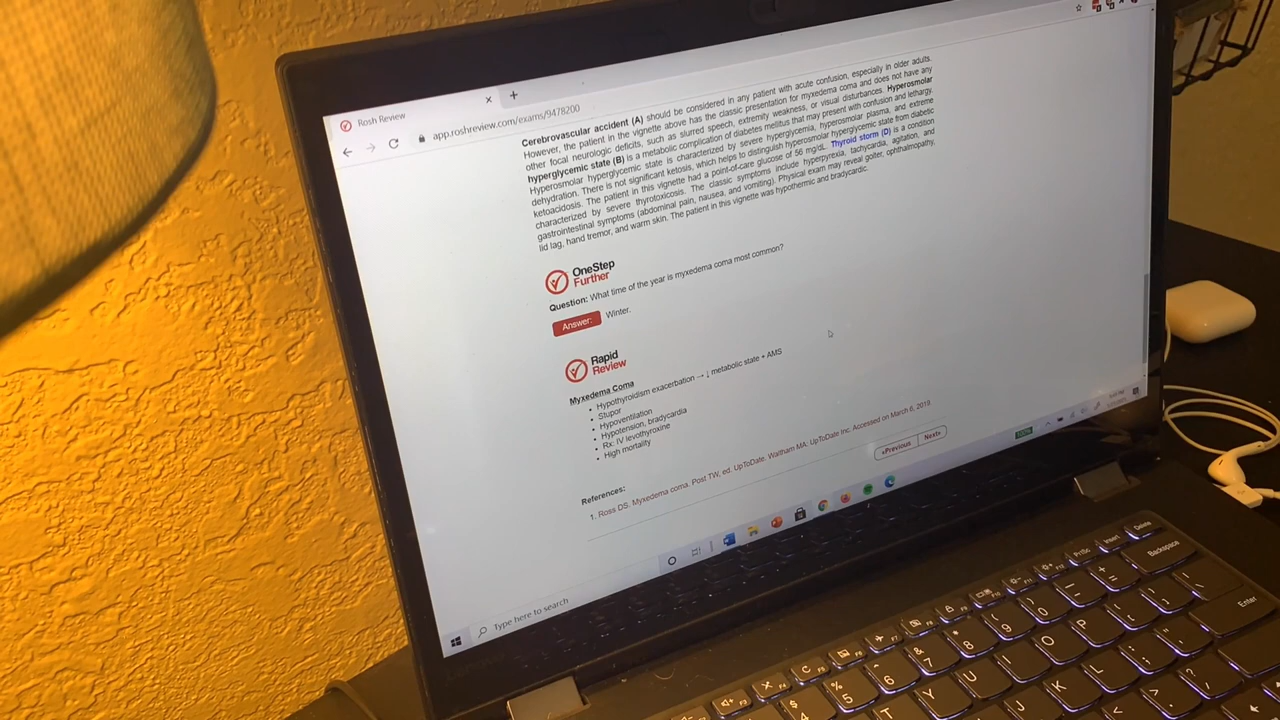 Rosh Review
app.roshreview.com/exams/9478200
Cerebrovascular accident (A) should be considered in any patient with acute confusion, especially in older adults.
However, the patient in the vignette above has the classic presentation for myxedema coma and does not have any
other focal neurologic deficits, such as slurred speech, extremity weakness, or visual disturbances. Hyperosmolar
hyperglycemic state (B) is a metabolic complication of diabetes mellitus that may present with confusion and lethargy.
Hyperosmolar hyperglycemic state is characterized by severe hyperglycemia, hyperosmolar plasma, and extreme
dehydration. There is not significant ketosis, which helps to distinguish hyperosmolar hyperglycemic state from diabetic
ketoacidosis. The patient in this vignette had a point-of-care glucose of 56 mg/dL. Thyroid storm (D) is a condition
characterized by severe thyrotoxicosis. The classic symptoms include hyperpyrexia, tachycardia, agitation, and
gastrointestinal symptoms (abdominal pain, nausea, and vomiting). Physical exam may reveal goiter, ophthalmopathy,
lid lag, hand tremor, and warm skin. The patient in this vignette was hypothermic and bradycardic.
OneStep
Further
Question: What time of the year is myxedema coma most common?
Answer: Winter.
Rapid
Review
Myxedema Coma
• Hypothyroidism exacerbation → ↓ metabolic state + AMS
• Stupor
• Hypoventilation
• Hypotension, bradycardia
• Rx: IV levothyroxine
• High mortality
References:
1. Ross DS. Myxedema coma. Post TW, ed. UpToDate. Waltham MA: UpToDate Inc. Accessed on March 6, 2019.
«Previous Next»
Type here to search
Delete
Insert
PrtSc
Backspace
Enter